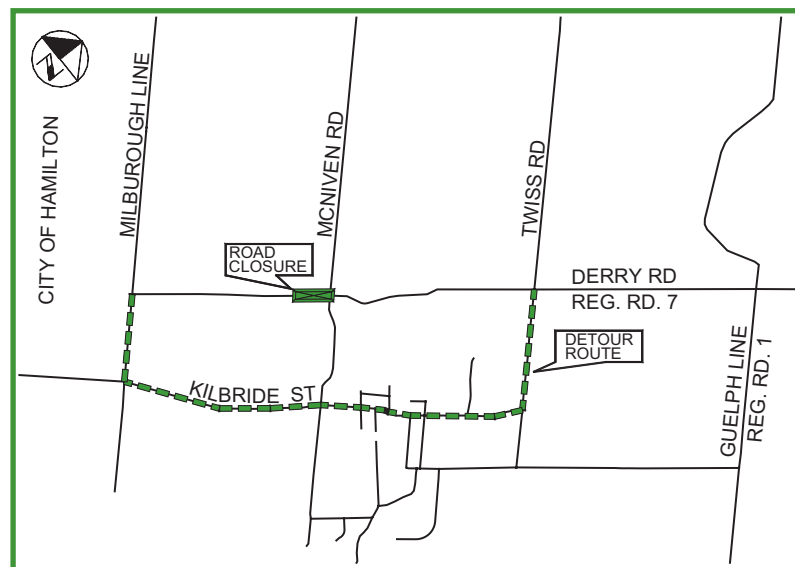 N
CITY OF HAMILTON
MILBUROUGH LINE
MCNIVEN RD
TWISS RD
ROAD
CLOSURE
DERRY RD
REG. RD. 7
DETOUR
ROUTE
KILBRIDE ST
GUELPH LINE
REG. RD. 1